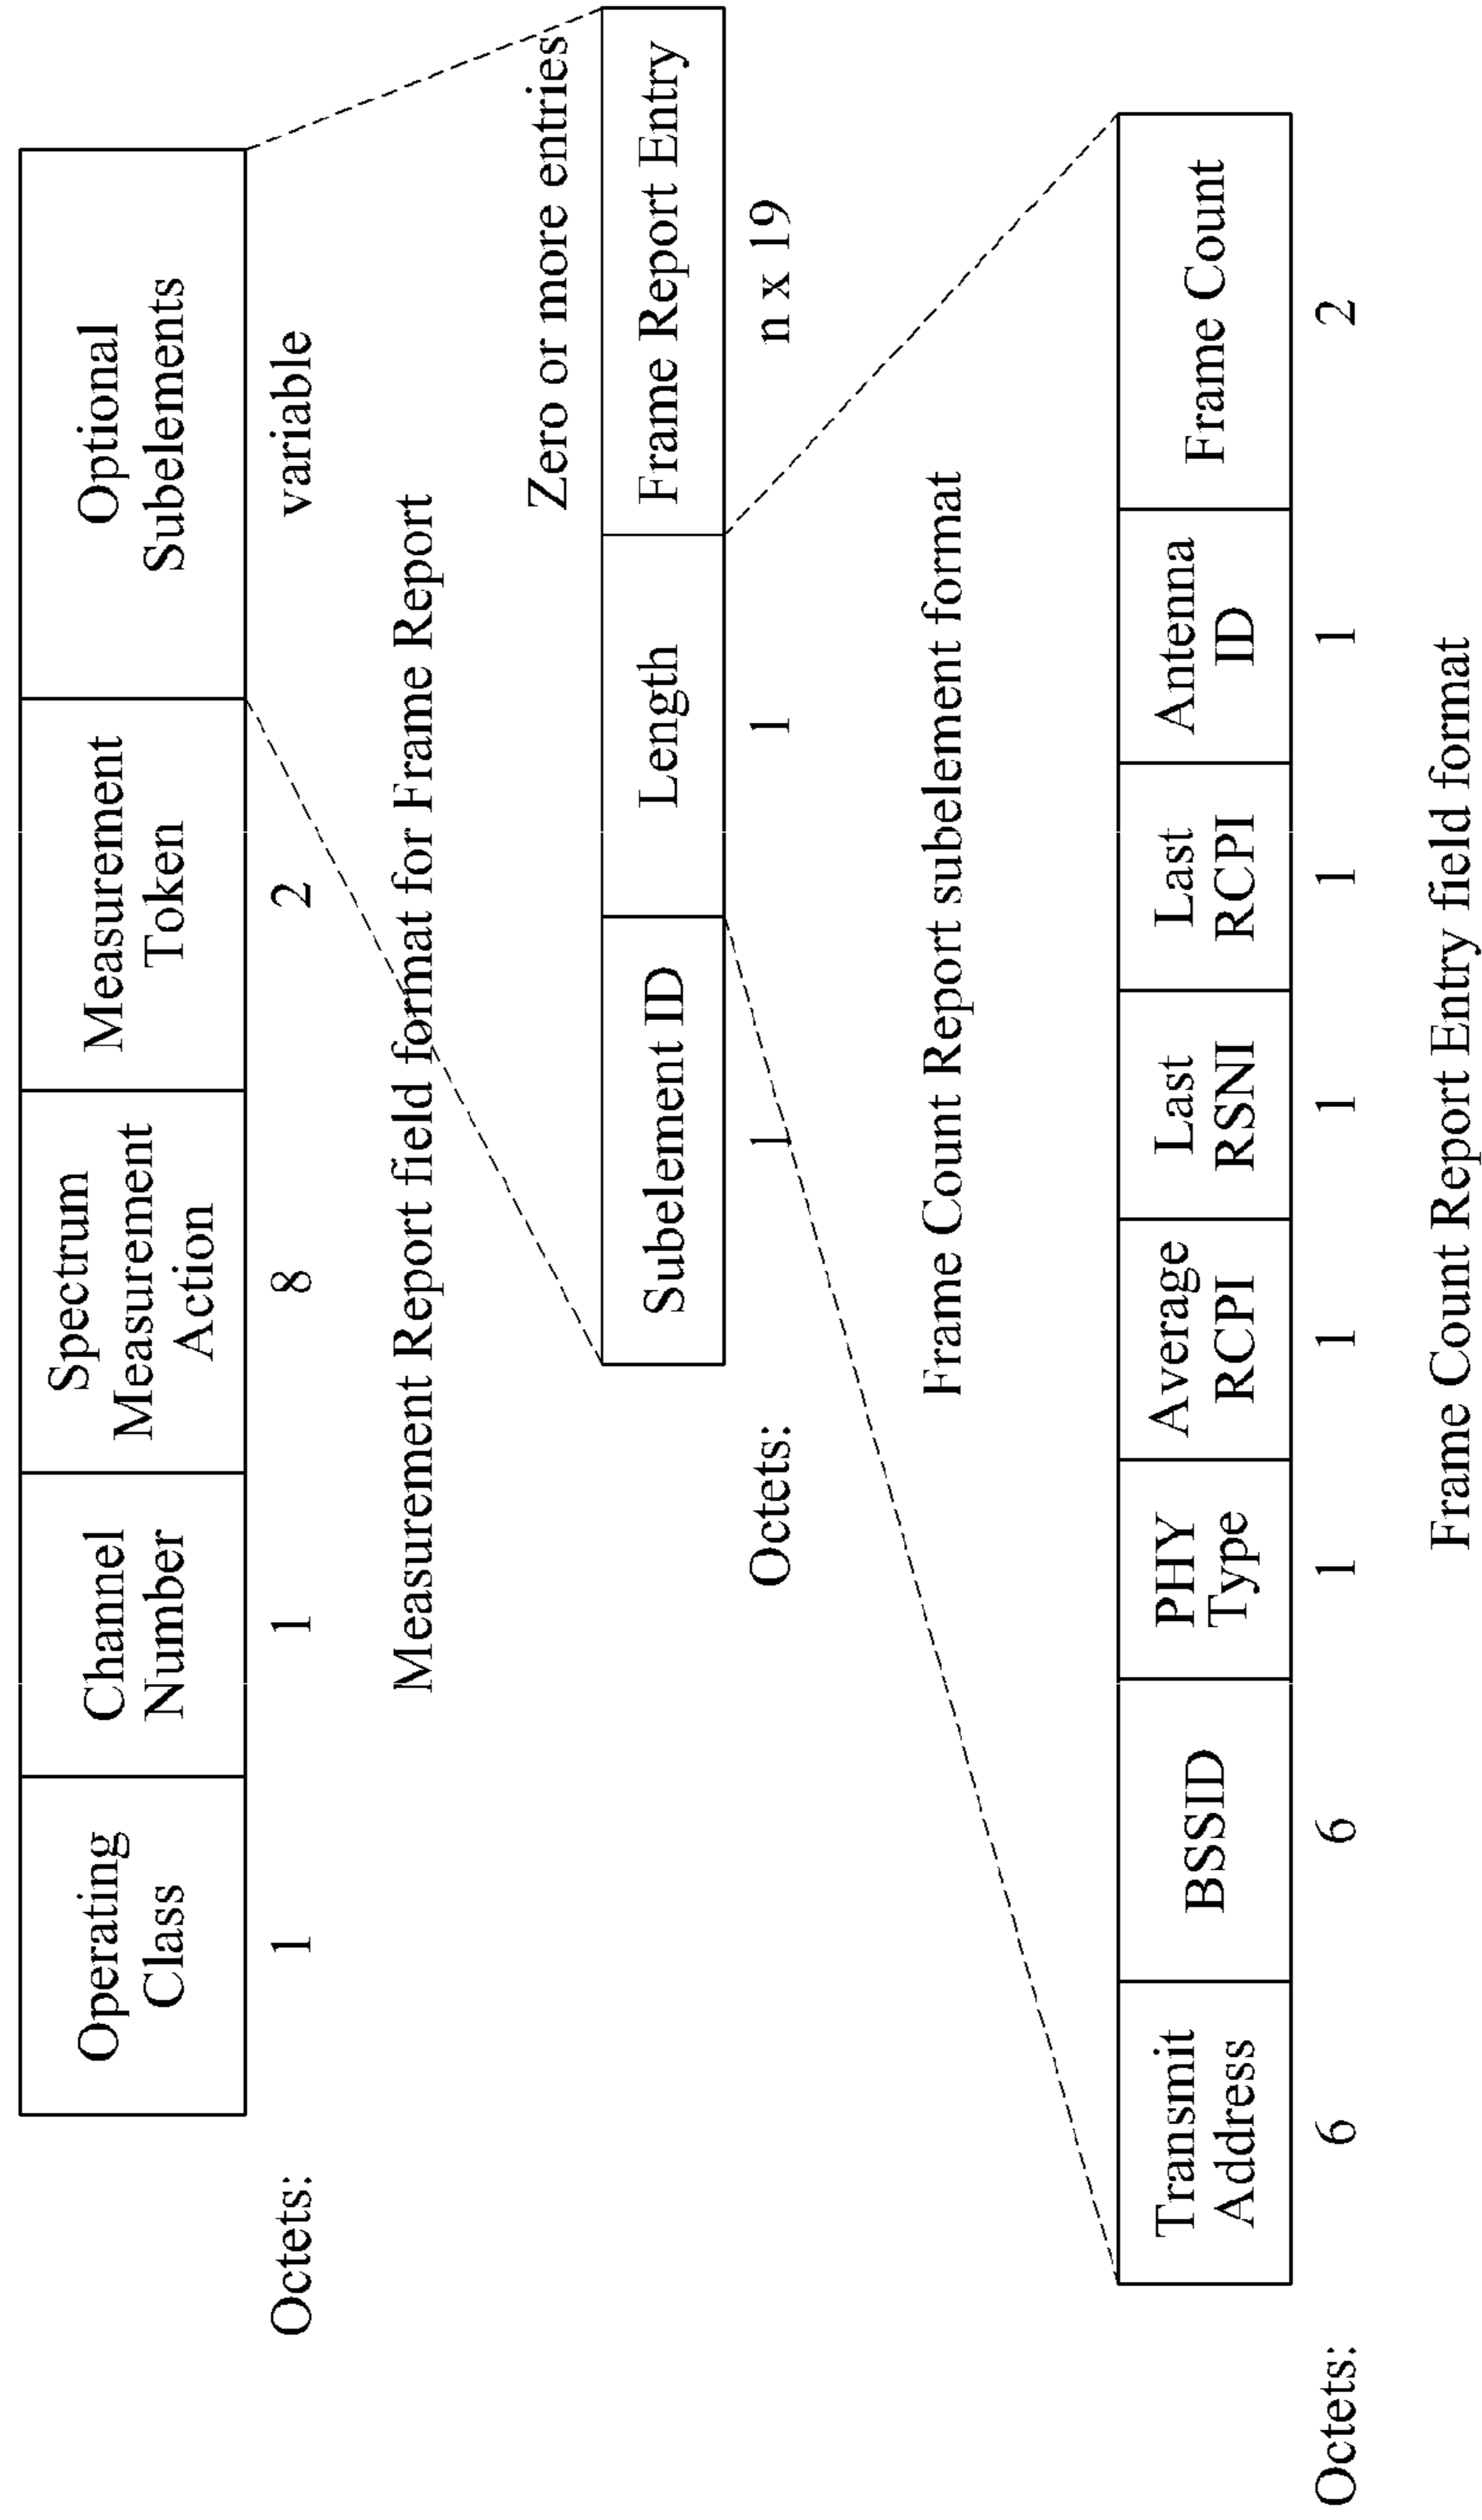 Operating
Class
Channel
Number
Spectrum
Measurement
Action
Measurement
Token
Optional
Subelements
Octets: 1 1 8 2 variable
Measurement Report field format for Frame Report
Zero or more entries
Subelement ID Length Frame Report Entry
Octets: 1 1 n x 19
Frame Count Report subelement format
Transmit
Address
BSSID
PHY
Type
Average
RCPI
Last
RSNI
Last
RCPI
Antenna
ID
Frame Count
Octets: 6 6 1 1 1 1 1 2
Frame Count Report Entry field format